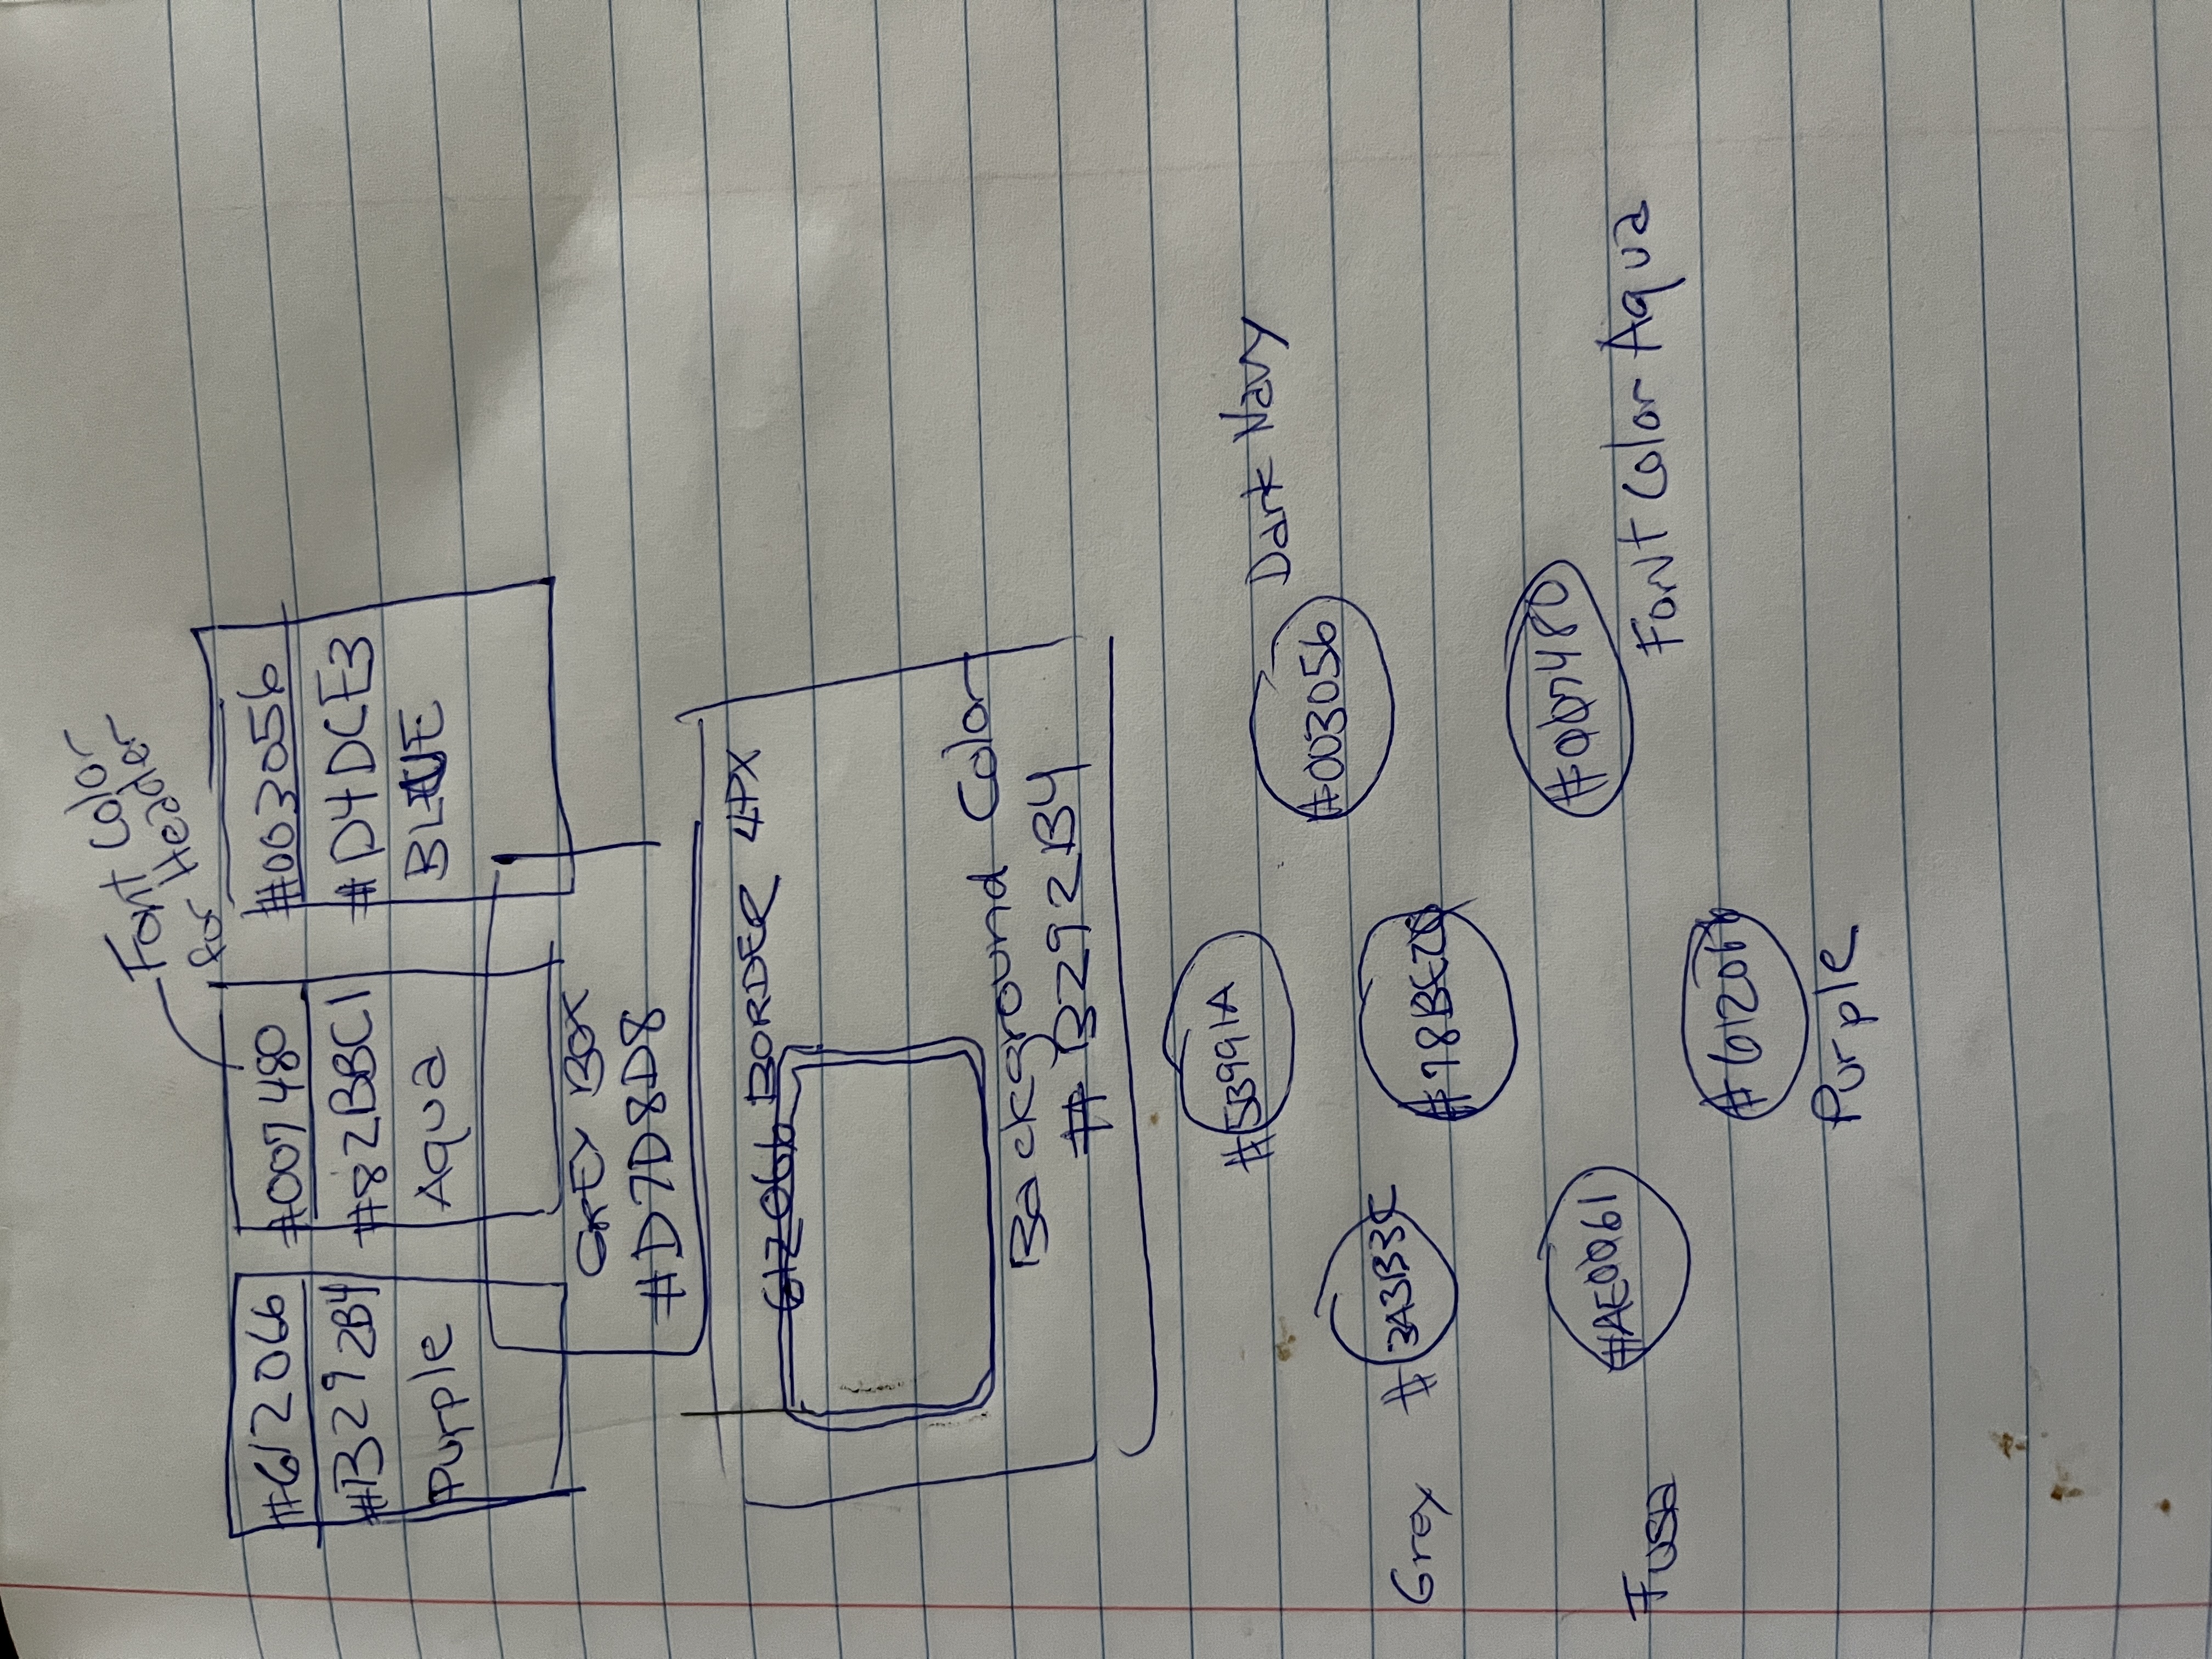 Font Color
for Header
#612066
#B292B4
Purple
#007480
#82BBC1
Aqua
#003056
#D4DCE3
BLUE
GREY BOX
#D7D8D8
612066 BORDER 4PX
Background Color
#B292B4
#5B991A
#003056 Dark Navy
Grey #3A3B3C
#78BE20
#AE0061
Fusa
#007480
Font Color Aqua
#612066
Purple